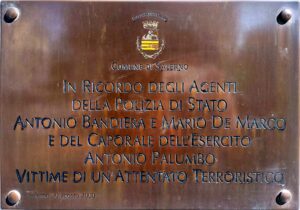 Comune di Salerno
In Ricordo degli Agenti
della Polizia di Stato
Antonio Bandiera e Mario De Marco
e del Caporale dell'Esercito
Antonio Palumbo
Vittime di un Attentato Terroristico